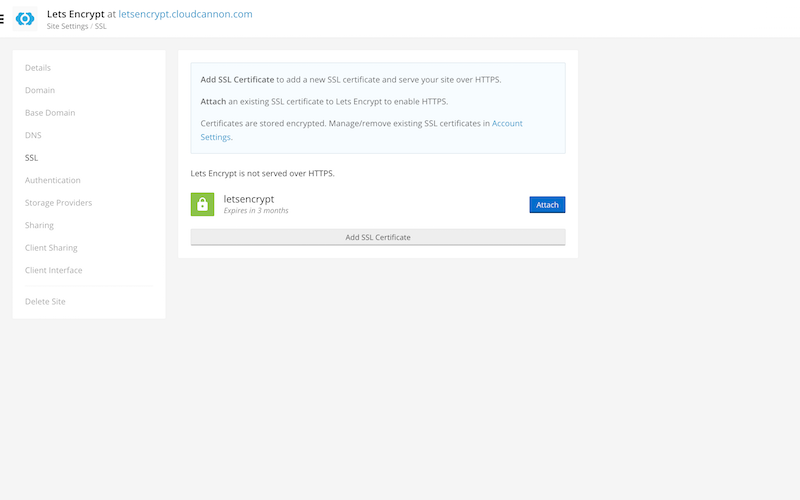 Lets Encrypt at letsencrypt.cloudcannon.com
Site Settings / SSL
Details
Domain
Base Domain
DNS
SSL
Authentication
Storage Providers
Sharing
Client Sharing
Client Interface
Delete Site
Add SSL Certificate to add a new SSL certificate and serve your site over HTTPS.
Attach an existing SSL certificate to Lets Encrypt to enable HTTPS.
Certificates are stored encrypted. Manage/remove existing SSL certificates in Account
Settings.
Lets Encrypt is not served over HTTPS.
letsencrypt
Expires in 3 months
Attach
Add SSL Certificate